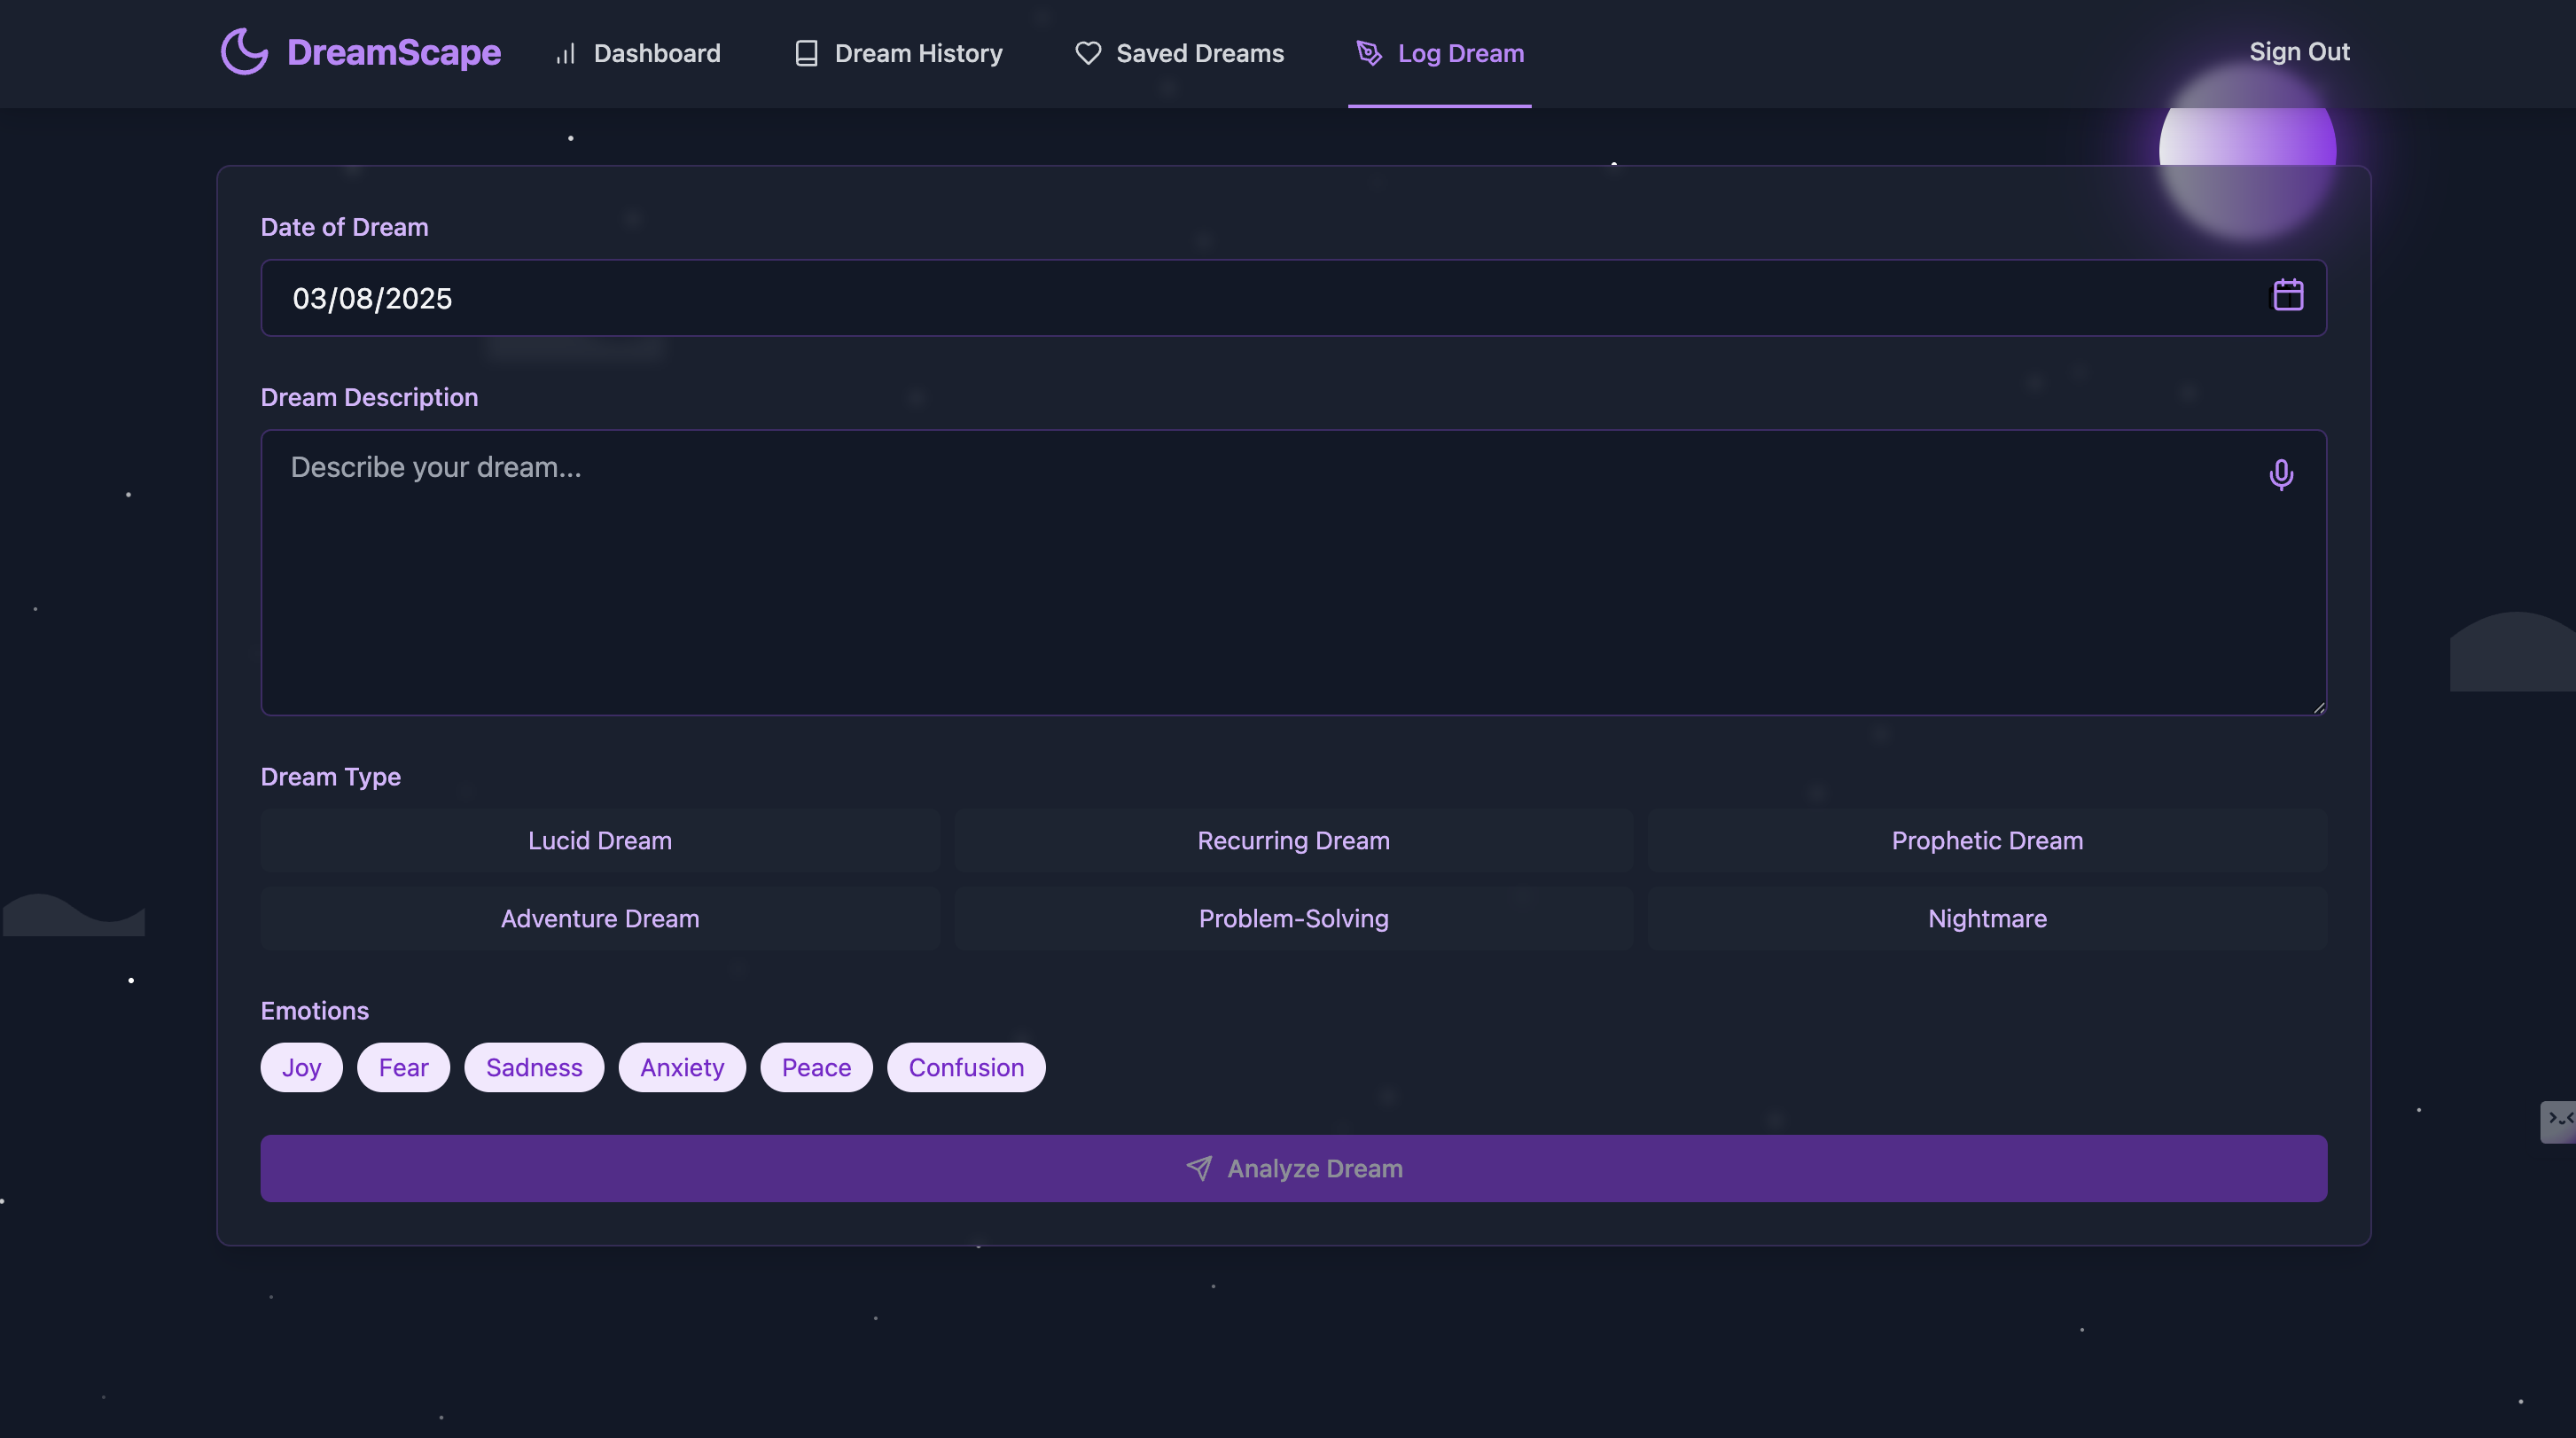 DreamScape
Dashboard
Dream History
Saved Dreams
Log Dream
Sign Out
Date of Dream
03/08/2025
Dream Description
Describe your dream...
Dream Type
Lucid Dream
Recurring Dream
Prophetic Dream
Adventure Dream
Problem-Solving
Nightmare
Emotions
Joy
Fear
Sadness
Anxiety
Peace
Confusion
Analyze Dream